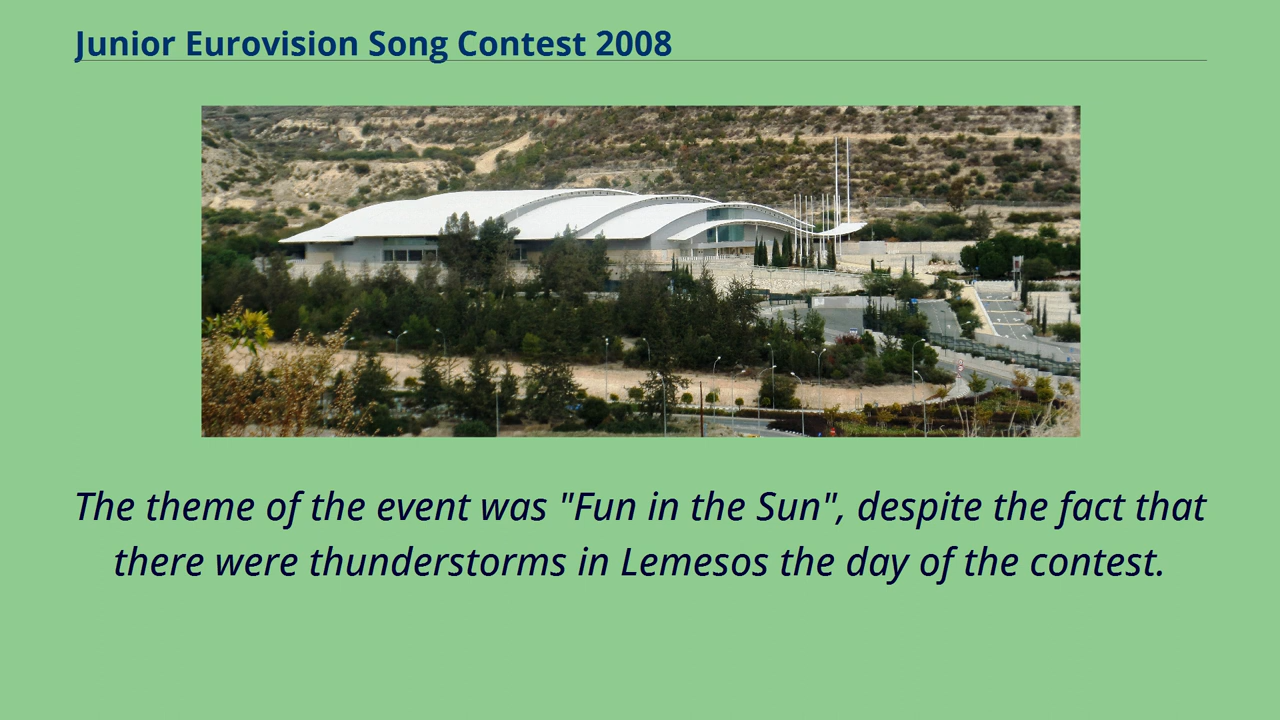 Junior Eurovision Song Contest 2008
The theme of the event was "Fun in the Sun", despite the fact that
there were thunderstorms in Lemesos the day of the contest.